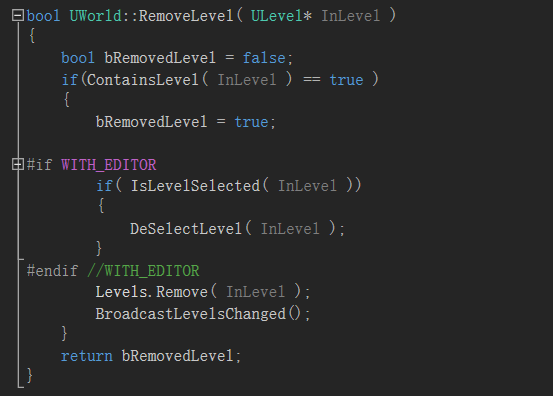 bool UWorld::RemoveLevel( ULevel* InLevel )
{
    bool bRemovedLevel = false;
    if(ContainsLevel( InLevel ) == true )
    {
        bRemovedLevel = true;
#if WITH_EDITOR
        if( IsLevelSelected( InLevel ))
        {
            DeSelectLevel( InLevel );
        }
#endif //WITH_EDITOR
        Levels.Remove( InLevel );
        BroadcastLevelsChanged();
    }
    return bRemovedLevel;
}